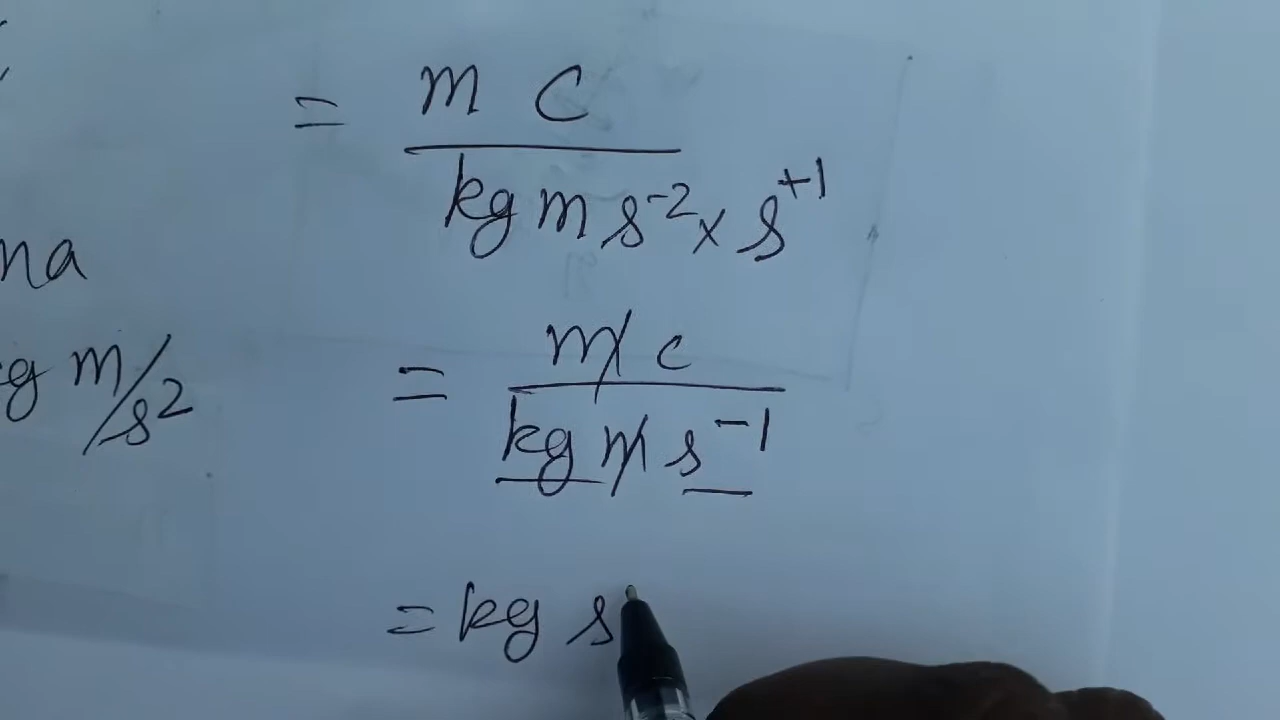 = m c
kg m s⁻² x s⁺¹
na
g m/s²
= m c
kg m s⁻¹
= kg s